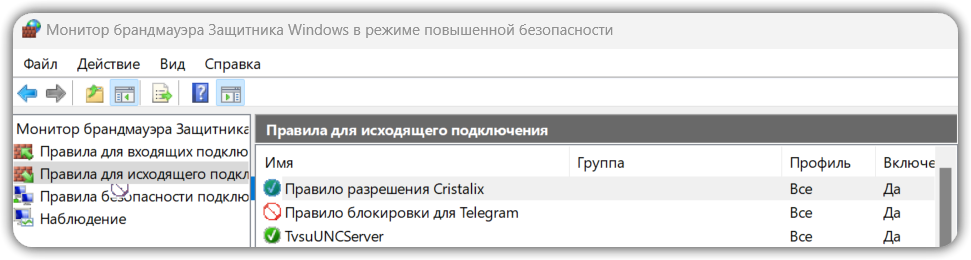 Монитор брандмауэра Защитника Windows в режиме повышенной безопасности
Файл Действие Вид Справка
Монитор брандмауэра Защитника
Правила для входящих подклю
Правила для исходящего подкл
Правила безопасности подклю
Наблюдение
Правила для исходящего подключения
Имя Группа Профиль Включе
Правило разрешения Cristalix Все Да
Правило блокировки для Telegram Все Да
TvsuUNCServer Все Да